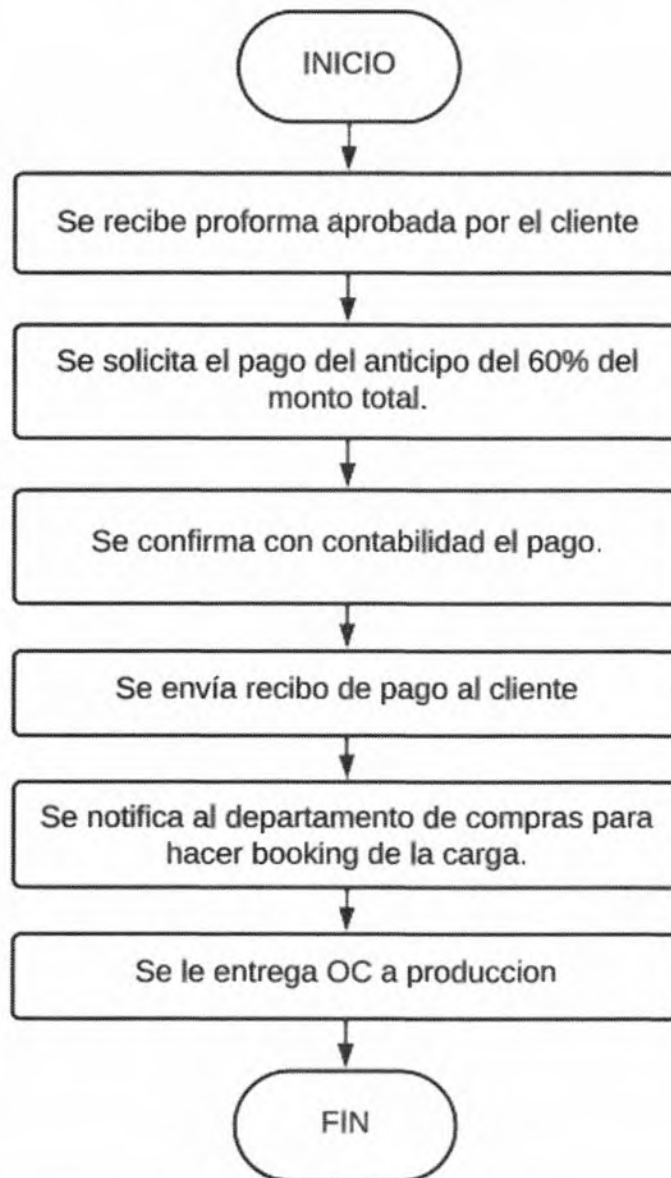 INICIO
Se recibe proforma aprobada por el cliente
Se solicita el pago del anticipo del 60% del
monto total.
Se confirma con contabilidad el pago.
Se envía recibo de pago al cliente
Se notifica al departamento de compras para
hacer booking de la carga.
Se le entrega OC a produccion
FIN